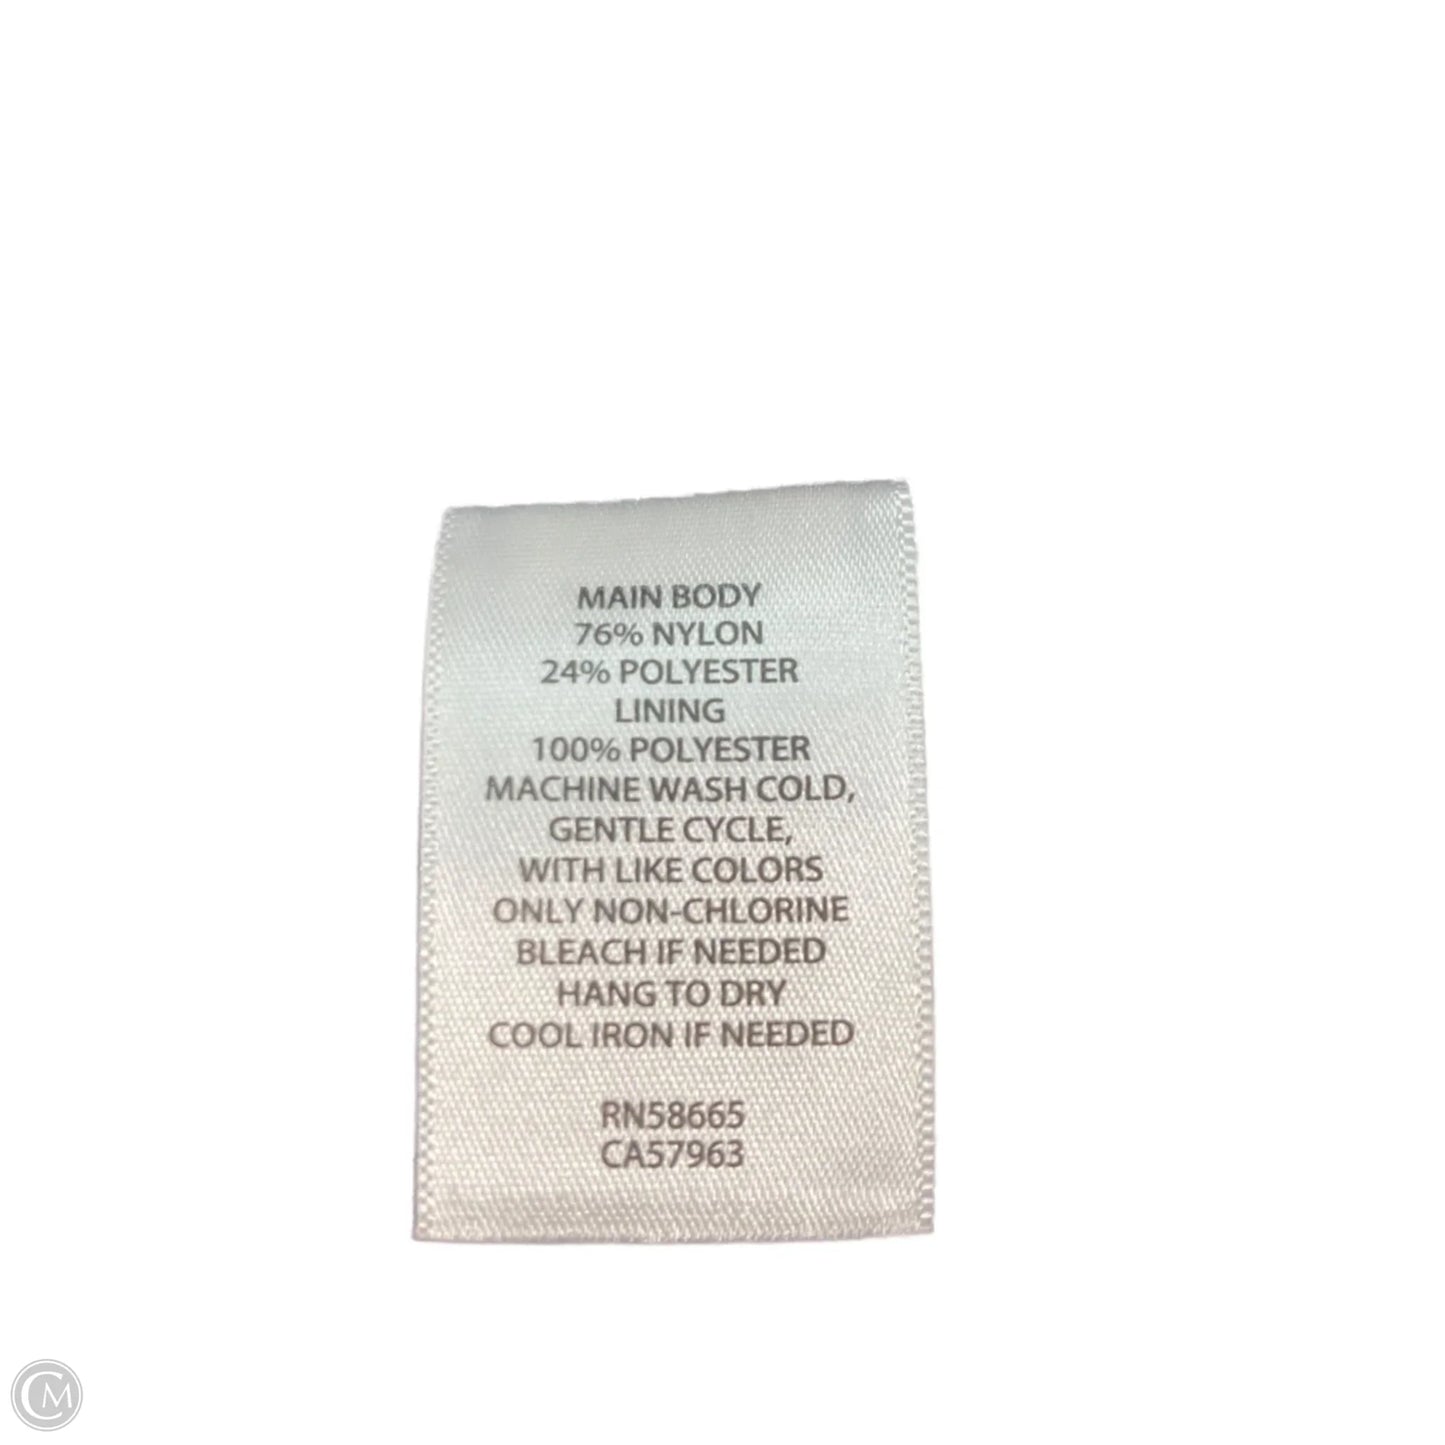 MAIN BODY
76% NYLON
24% POLYESTER
LINING
100% POLYESTER
MACHINE WASH COLD,
GENTLE CYCLE,
WITH LIKE COLORS
ONLY NON-CHLORINE
BLEACH IF NEEDED
HANG TO DRY
COOL IRON IF NEEDED
RN58665
CA57963
CM